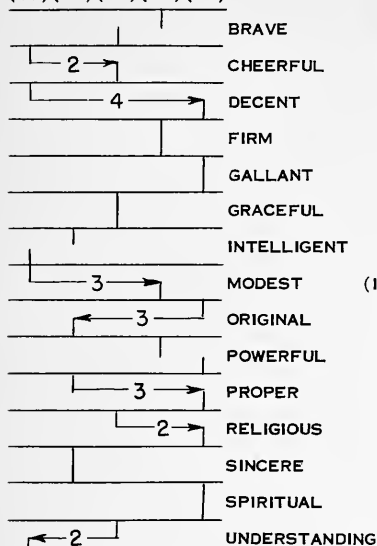 BRAVE
2 CHEERFUL
4 DECENT
FIRM
GALLANT
GRACEFUL
INTELLIGENT
3 MODEST (1
3 ORIGINAL
POWERFUL
3 PROPER
2 RELIGIOUS
SINCERE
SPIRITUAL
2 UNDERSTANDING